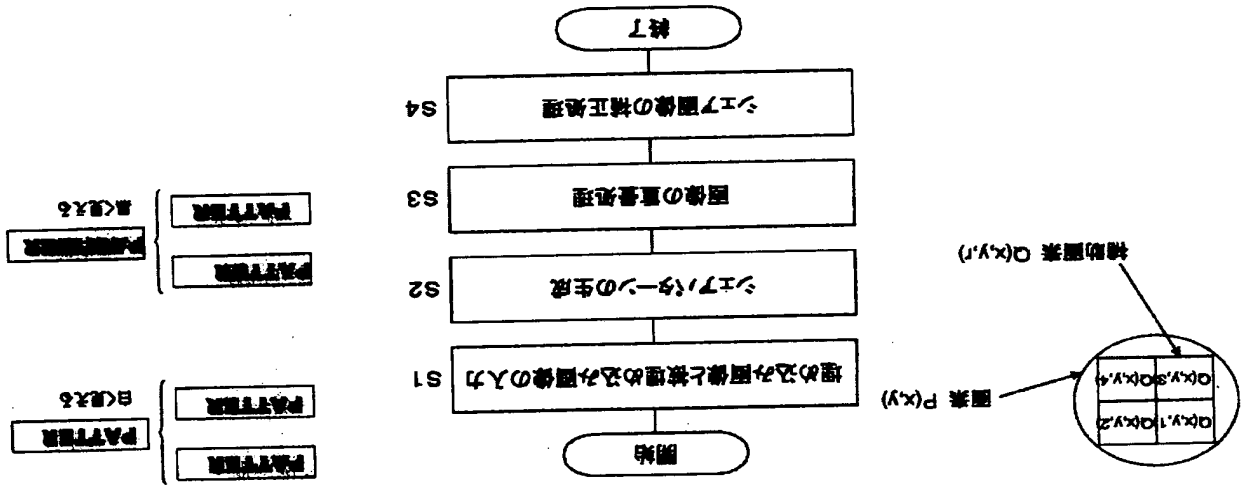 Q(x,y,1)Q(x,y,2)
Q(x,y,3)Q(x,y,4)
画素 P(x,y)
補助画素 Q(x,y,r)
開始
埋め込み画像と被埋め込み画像の入力 S1
シェアパターンの生成 S2
画像の重畳処理 S3
シェア画像の補正処理 S4
終了
PATTER
白く見える
黒く見える